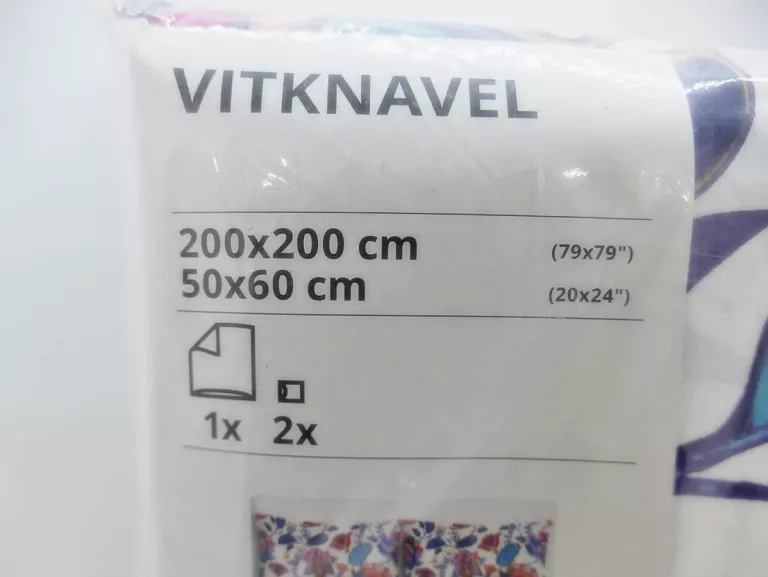 VITKNAVEL
200x200 cm (79x79")
50x60 cm (20x24")
1x 2x